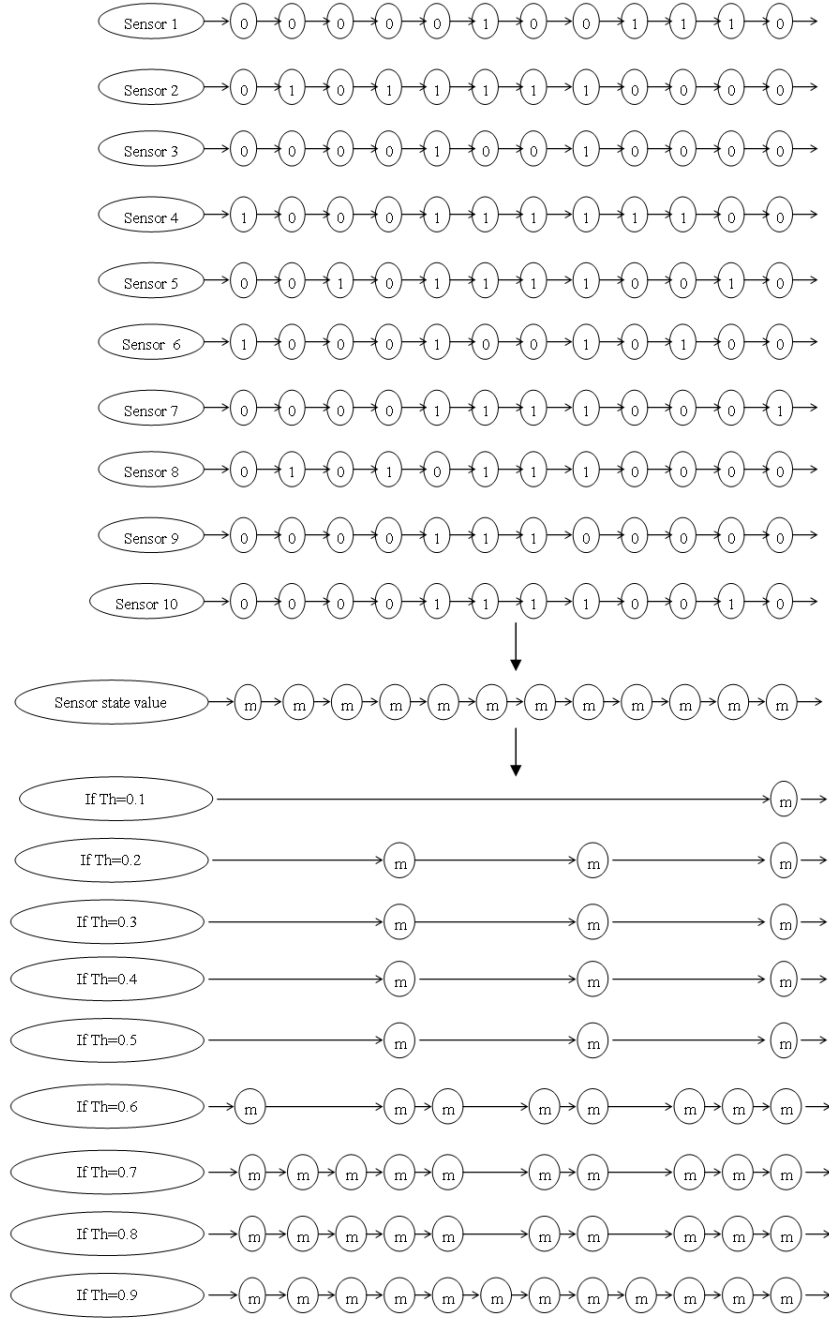 Sensor 1 0 0 0 0 0 1 0 0 1 1 1 0
Sensor 2 0 1 0 1 1 1 1 1 0 0 0 0
Sensor 3 0 0 0 0 1 0 0 1 0 0 0 0
Sensor 4 1 0 0 0 1 1 1 1 1 1 0 0
Sensor 5 0 0 1 0 1 1 1 1 0 0 1 0
Sensor 6 1 0 0 0 1 0 0 1 0 1 0 0
Sensor 7 0 0 0 0 1 1 1 1 0 0 0 1
Sensor 8 0 1 0 1 0 1 1 1 0 0 0 0
Sensor 9 0 0 0 0 1 1 1 0 0 0 0 0
Sensor 10 0 0 0 0 1 1 1 1 0 0 1 0
Sensor state value m m m m m m m m m m m m
If Th=0.1 m
If Th=0.2 m m m
If Th=0.3 m m m
If Th=0.4 m m m
If Th=0.5 m m m
If Th=0.6 m m m m m m m m
If Th=0.7 m m m m m m m m m m
If Th=0.8 m m m m m m m m m m
If Th=0.9 m m m m m m m m m m m m